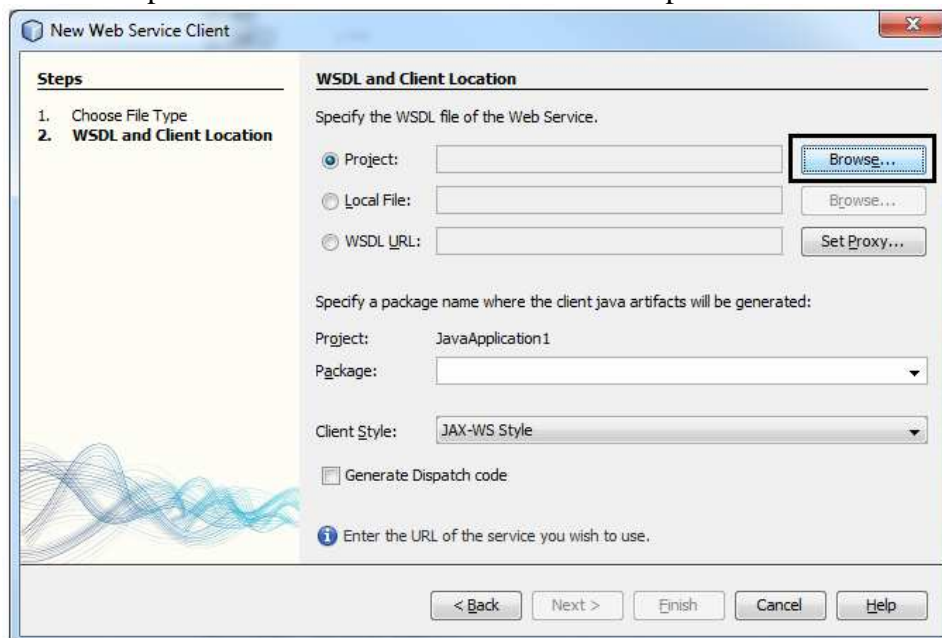 New Web Service Client
Steps
1. Choose File Type
2. WSDL and Client Location
WSDL and Client Location
Specify the WSDL file of the Web Service.
Project: Browse...
Local File: Browse...
WSDL URL: Set Proxy...
Specify a package name where the client java artifacts will be generated:
Project: JavaApplication1
Package:
Client Style: JAX-WS Style
Generate Dispatch code
Enter the URL of the service you wish to use.
< Back Next > Finish Cancel Help